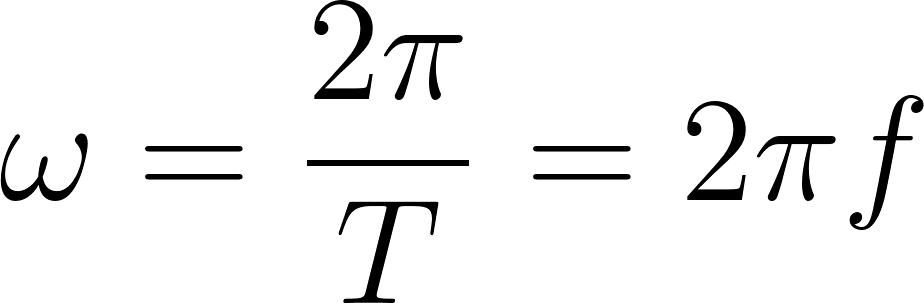 ω = 2π/T = 2πf